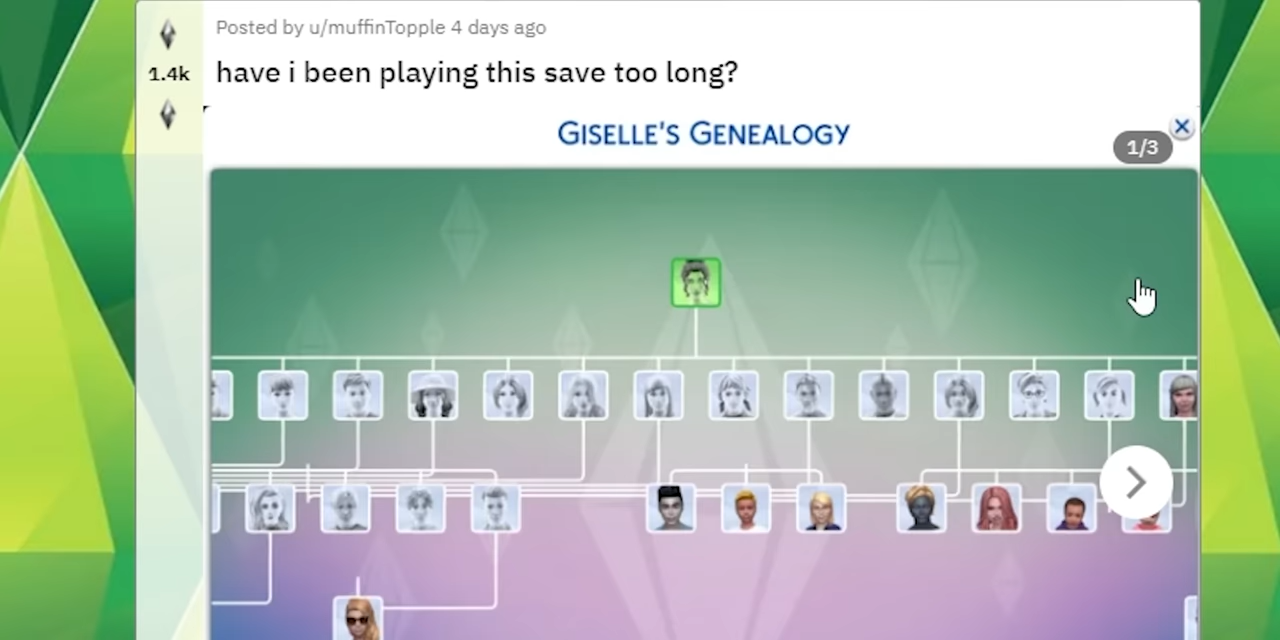 Posted by u/muffinTopple 4 days ago
1.4k
have i been playing this save too long?
GISELLE'S GENEALOGY
1/3